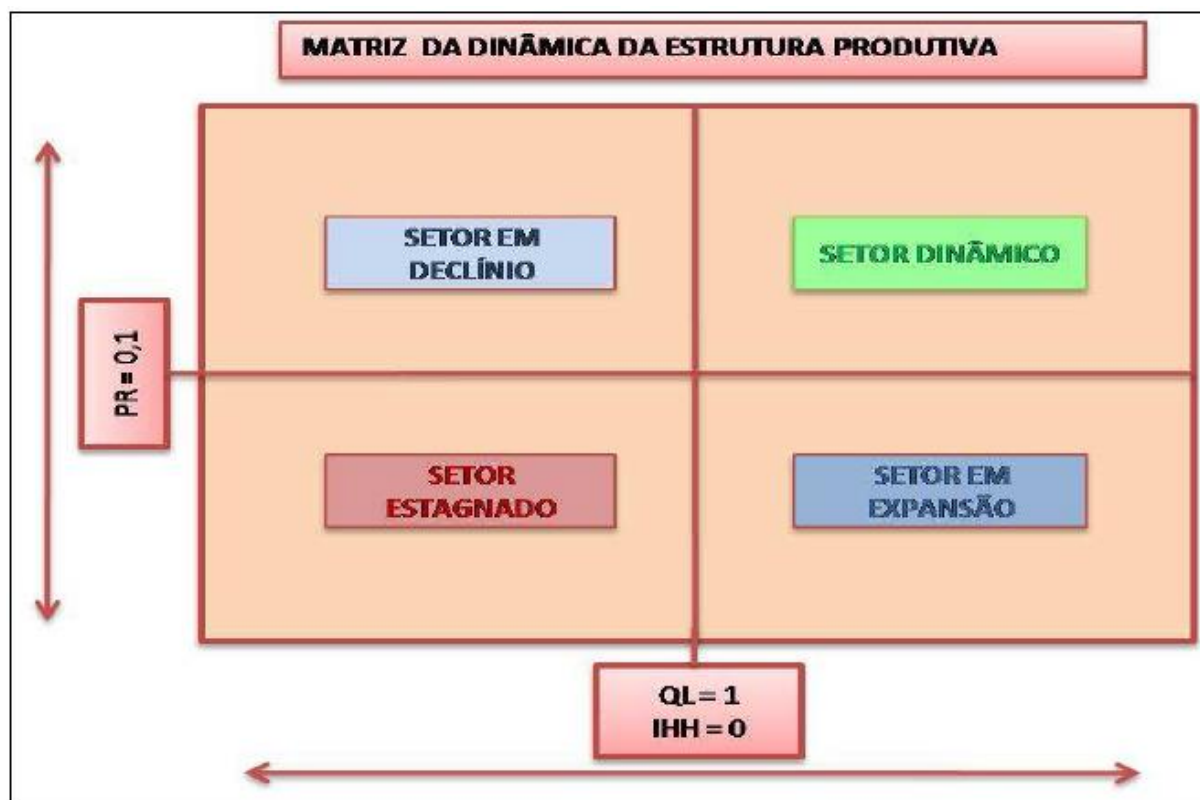 MATRIZ DA DINÂMICA DA ESTRUTURA PRODUTIVA
SETOR EM
DECLÍNIO
SETOR DINÂMICO
PR = 0,1
SETOR
ESTAGNADO
SETOR EM
EXPANSÃO
QL = 1
IHH = 0